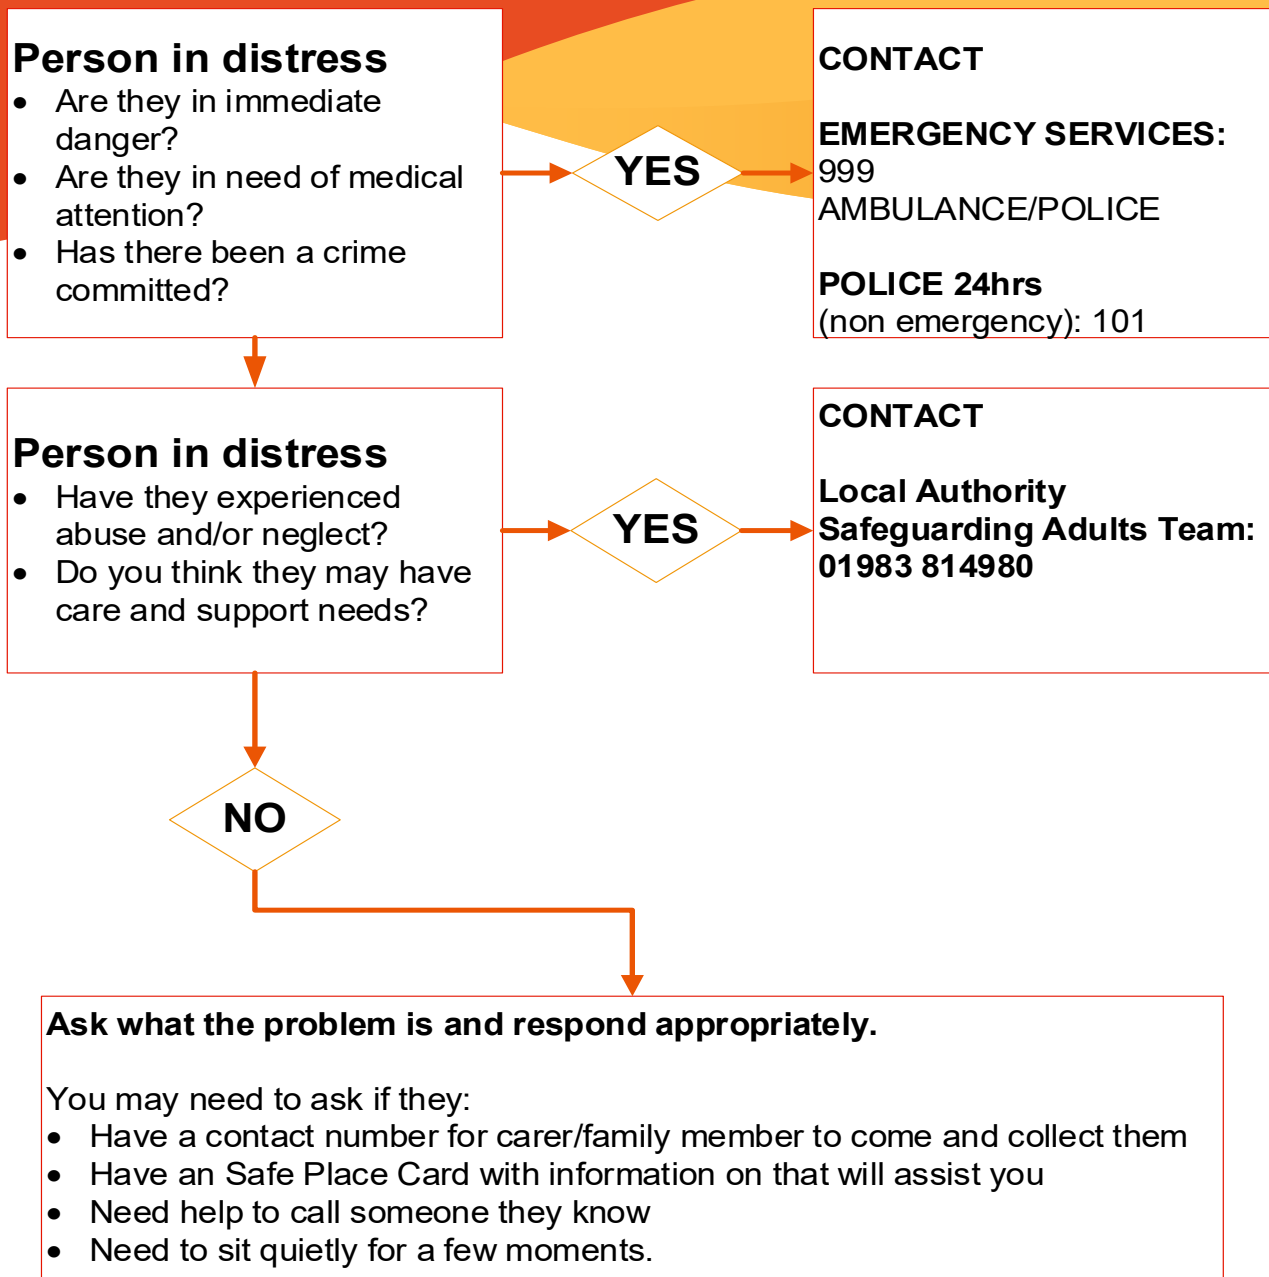 Person in distress
• Are they in immediate
danger?
• Are they in need of medical
attention?
• Has there been a crime
committed?
YES
CONTACT
EMERGENCY SERVICES:
999
AMBULANCE/POLICE
POLICE 24hrs
(non emergency): 101
Person in distress
• Have they experienced
abuse and/or neglect?
• Do you think they may have
care and support needs?
YES
CONTACT
Local Authority
Safeguarding Adults Team:
01983 814980
NO
Ask what the problem is and respond appropriately.
You may need to ask if they:
• Have a contact number for carer/family member to come and collect them
• Have an Safe Place Card with information on that will assist you
• Need help to call someone they know
• Need to sit quietly for a few moments.